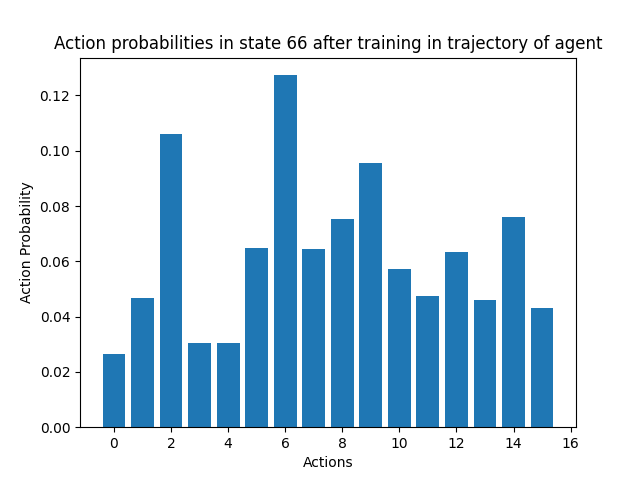 Action probabilities in state 66 after training in trajectory of agent
0.12
0.10
0.08
0.06
0.04
0.02
0.00
Action Probability
0 2 4 6 8 10 12 14 16
Actions